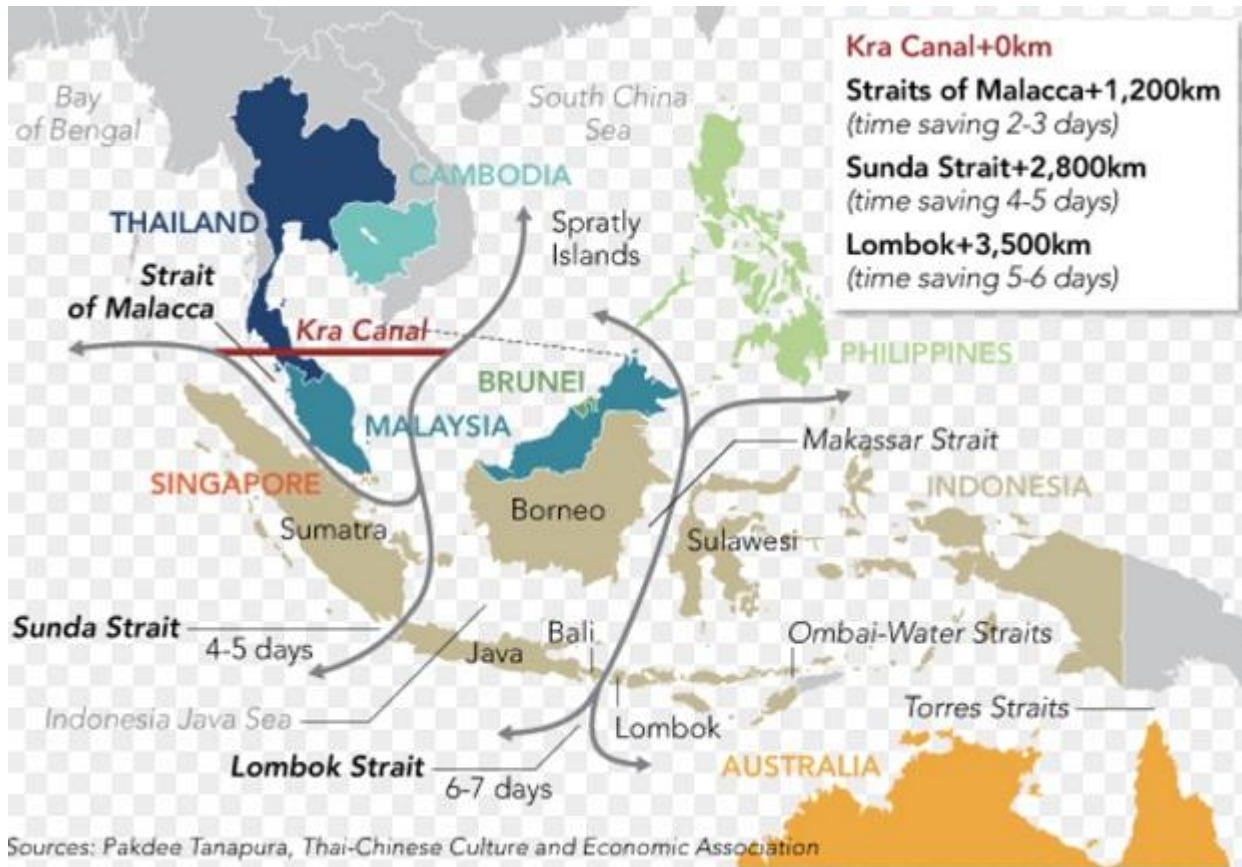 Kra Canal+0km
Straits of Malacca+1,200km
(time saving 2-3 days)
Sunda Strait+2,800km
(time saving 4-5 days)
Lombok+3,500km
(time saving 5-6 days)
Bay
of Bengal
South China
Sea
CAMBODIA
THAILAND
Spratly
Islands
Strait
of Malacca
Kra Canal
PHILIPPINES
BRUNEI
MALAYSIA
Makassar Strait
SINGAPORE
INDONESIA
Borneo
Sumatra
Sulawesi
Sunda Strait
4-5 days
Bali
Ombai-Water Straits
Java
Indonesia Java Sea
Torres Straits
Lombok
Lombok Strait
6-7 days
AUSTRALIA
Sources: Pakdee Tanapura, Thai-Chinese Culture and Economic Association